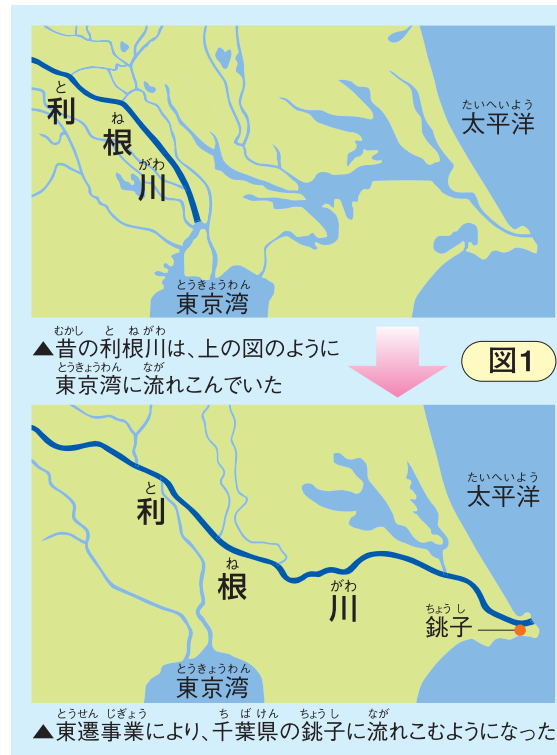 と
利
ね
根
がわ
川
たいへいよう
太平洋
とうきょうわん
東京湾
むかし と ねがわ
▲昔の利根川は、上の図のように
とうきょうわん なが
東京湾に流れこんでいた
図1
と
利
ね
根
がわ
川
たいへいよう
太平洋
ちょうし
銚子
とうきょうわん
東京湾
とうせん じぎょう ち ば けん ちょうし なが
▲東遷事業により、千葉県の銚子に流れこむようになった